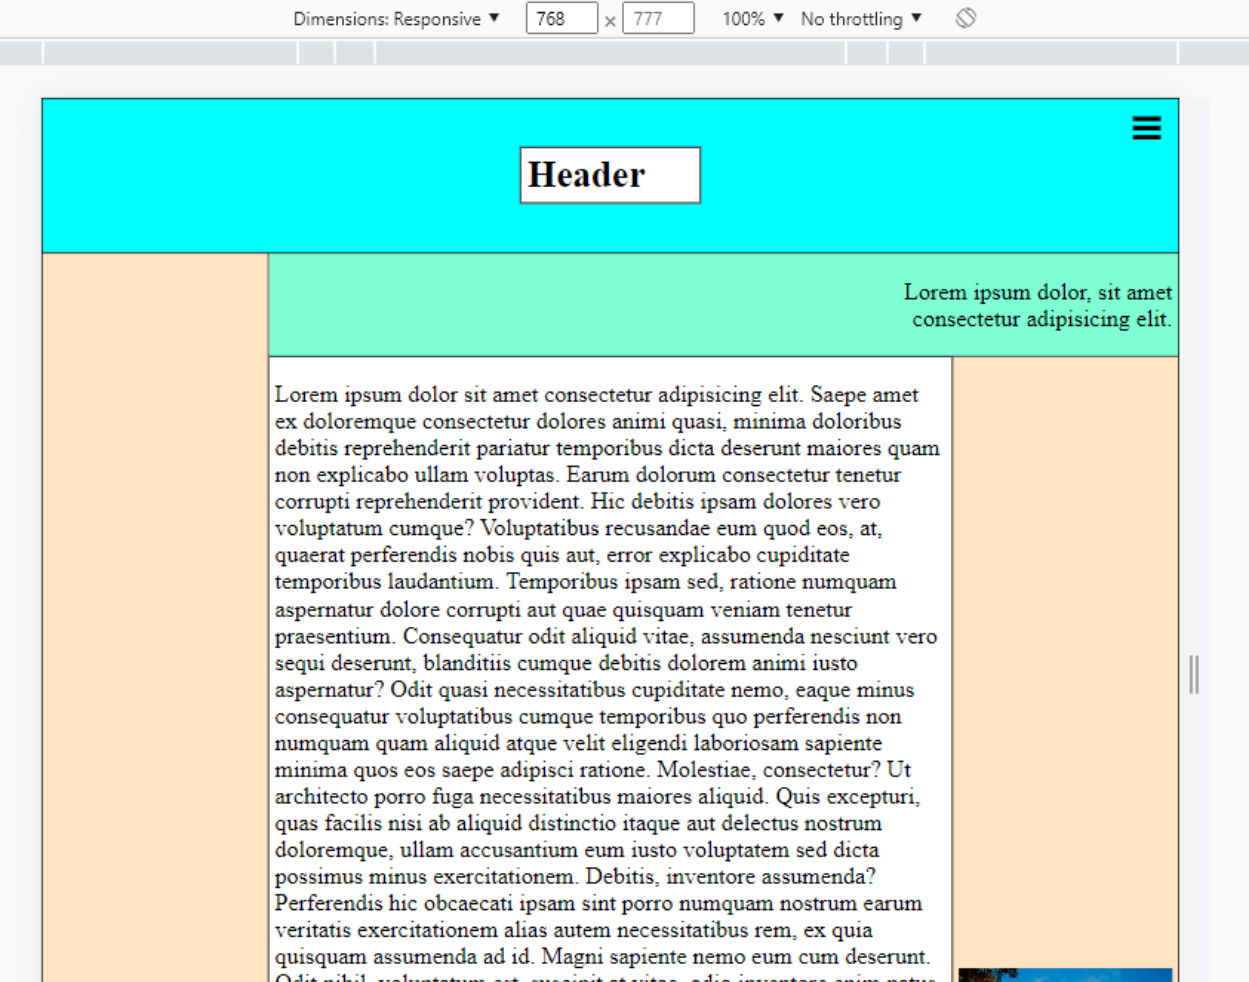 Dimensions: Responsive ▼ 768 × 777 100% ▼ No throttling ▼
Header
Lorem ipsum dolor, sit amet
consectetur adipisicing elit.
Lorem ipsum dolor sit amet consectetur adipisicing elit. Saepe amet
ex doloremque consectetur dolores animi quasi, minima doloribus
debitis reprehenderit pariatur temporibus dicta deserunt maiores quam
non explicabo ullam voluptas. Earum dolorum consectetur tenetur
corrupti reprehenderit provident. Hic debitis ipsam dolores vero
voluptatum cumque? Voluptatibus recusandae eum quod eos, at,
quaerat perferendis nobis quis aut, error explicabo cupiditate
temporibus laudantium. Temporibus ipsam sed, ratione numquam
aspernatur dolore corrupti aut quae quisquam veniam tenetur
praesentium. Consequatur odit aliquid vitae, assumenda nesciunt vero
sequi deserunt, blanditiis cumque debitis dolorem animi iusto
aspernatur? Odit quasi necessitatibus cupiditate nemo, eaque minus
consequatur voluptatibus cumque temporibus quo perferendis non
numquam quam aliquid atque velit eligendi laboriosam sapiente
minima quos eos saepe adipisci ratione. Molestiae, consectetur? Ut
architecto porro fuga necessitatibus maiores aliquid. Quis excepturi,
quas facilis nisi ab aliquid distinctio itaque aut delectus nostrum
doloremque, ullam accusantium eum iusto voluptatem sed dicta
possimus minus exercitationem. Debitis, inventore assumenda?
Perferendis hic obcaecati ipsam sint porro numquam nostrum earum
veritatis exercitationem alias autem necessitatibus rem, ex quia
quisquam assumenda ad id. Magni sapiente nemo eum cum deserunt.